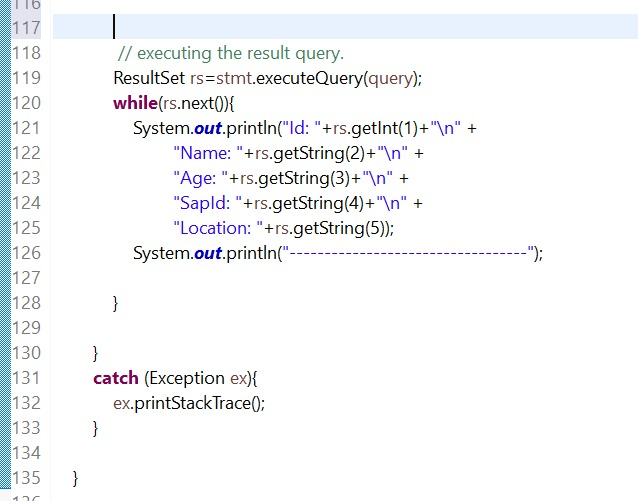 116
117
118 // executing the result query.
119 ResultSet rs=stmt.executeQuery(query);
120 while(rs.next()){
121 System.out.println("Id: "+rs.getInt(1)+"\n" +
122 "Name: "+rs.getString(2)+"\n" +
123 "Age: "+rs.getString(3)+"\n" +
124 "SapId: "+rs.getString(4)+"\n" +
125 "Location: "+rs.getString(5));
126 System.out.println("----------------------------------");
127
128 }
129
130 }
131 catch (Exception ex){
132 ex.printStackTrace();
133 }
134
135 }
136